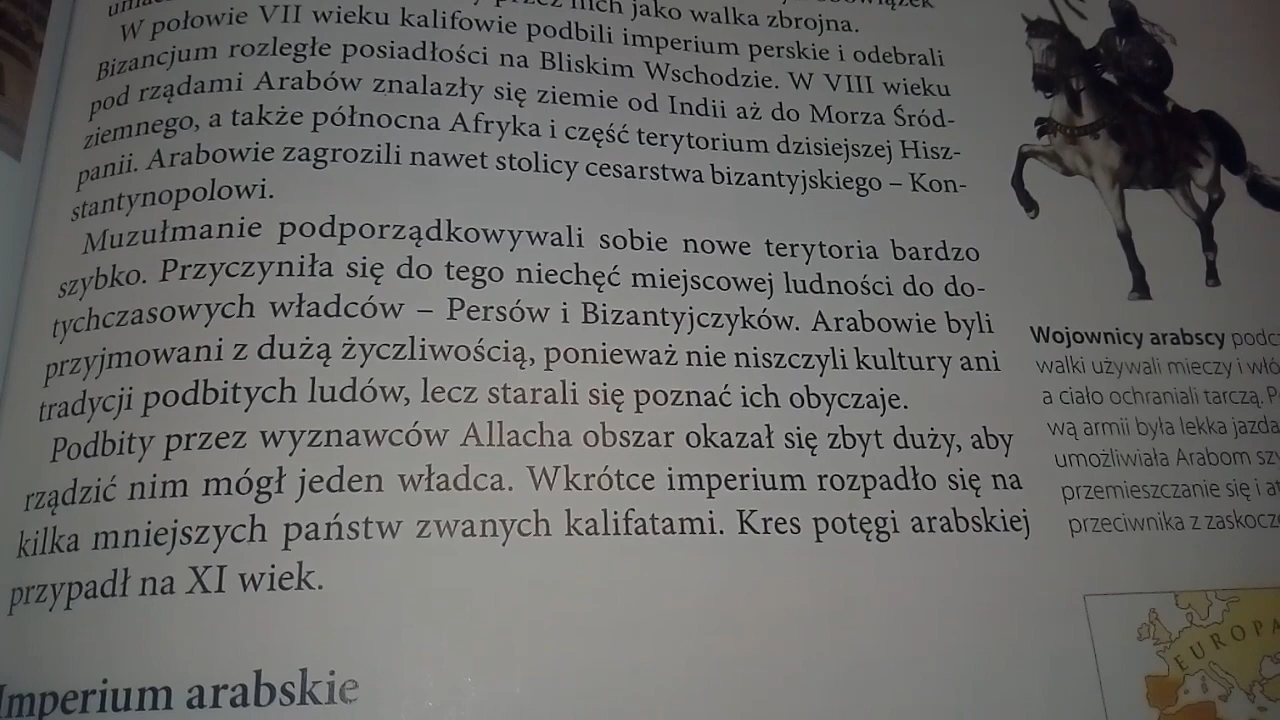 nich jako walka zbrojna.
W połowie VII wieku kalifowie podbili imperium perskie i odebrali
Bizancjum rozległe posiadłości na Bliskim Wschodzie. W VIII wieku
pod rządami Arabów znalazły się ziemie od Indii aż do Morza Śród-
ziemnego, a także północna Afryka i część terytorium dzisiejszej Hisz-
panii. Arabowie zagrozili nawet stolicy cesarstwa bizantyjskiego – Kon-
stantynopolowi.
Muzułmanie podporządkowywali sobie nowe terytoria bardzo
szybko. Przyczyniła się do tego niechęć miejscowej ludności do do-
tychczasowych władców – Persów i Bizantyjczyków. Arabowie byli
przyjmowani z dużą życzliwością, ponieważ nie niszczyli kultury ani
tradycji podbitych ludów, lecz starali się poznać ich obyczaje.
Podbity przez wyznawców Allacha obszar okazał się zbyt duży, aby
rządzić nim mógł jeden władca. Wkrótce imperium rozpadło się na
kilka mniejszych państw zwanych kalifatami. Kres potęgi arabskiej
przypadł na XI wiek.
Imperium arabskie
Wojownicy arabscy
walki używali mieczy i
a ciało ochraniali tarczą.
wą armii była lekka jazda
umożliwiała Arabom
przemieszczanie się i
przeciwnika z
EUROPA